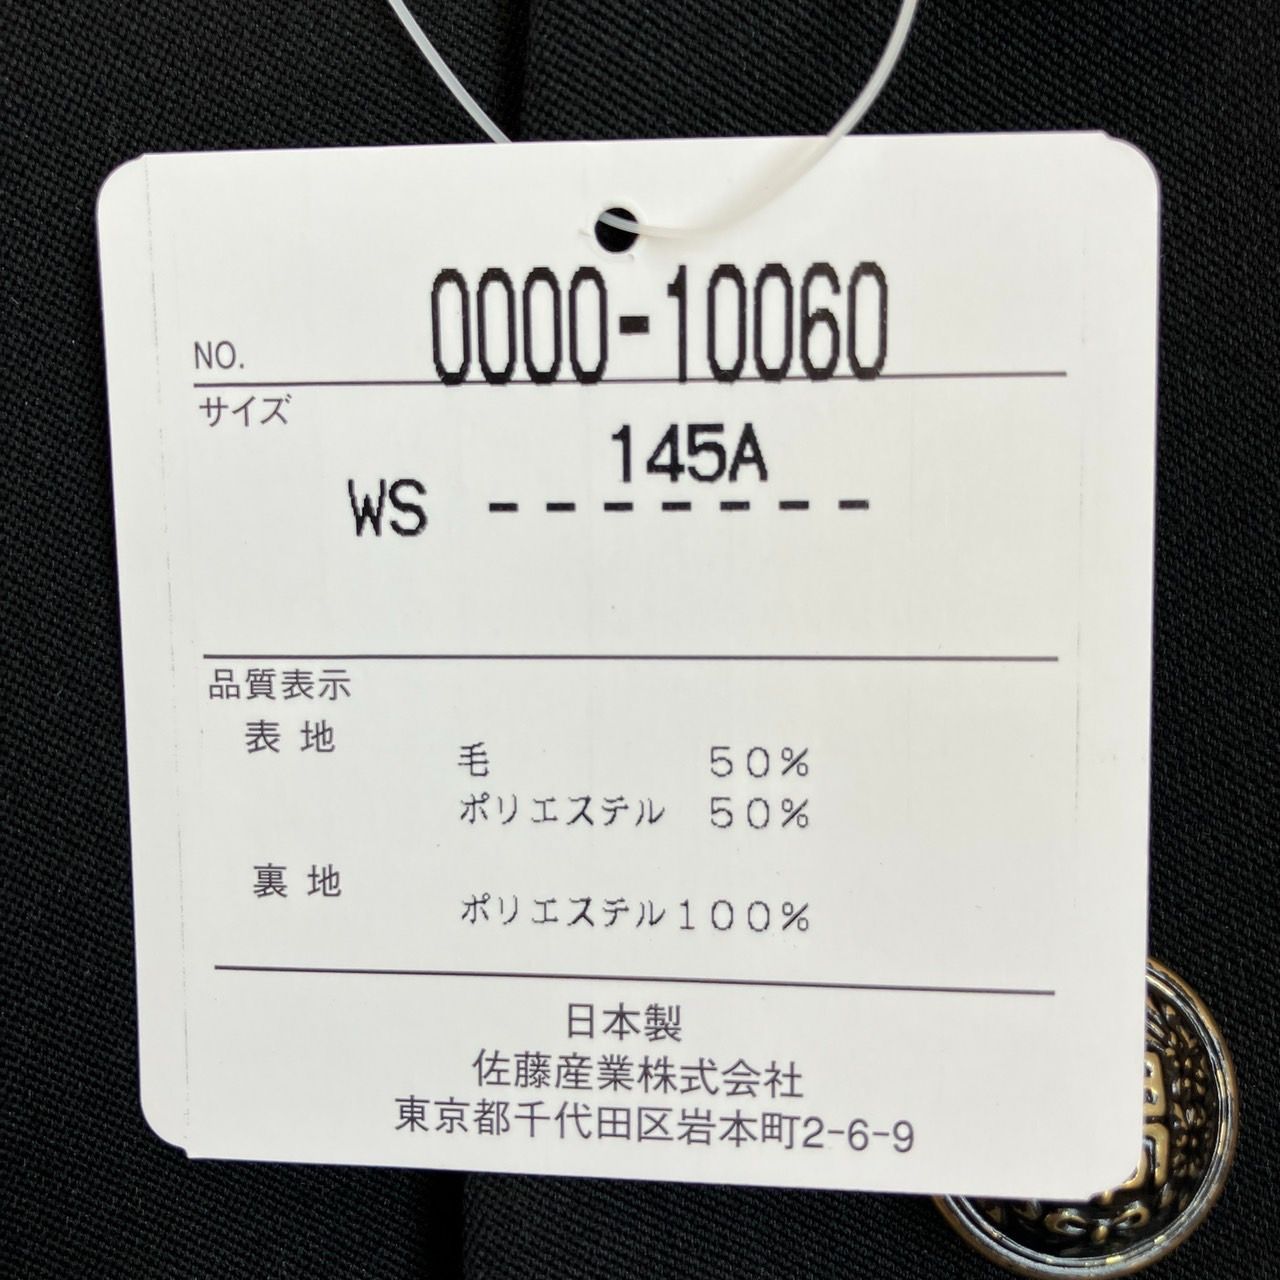 NO. 0000-10060
サイズ
145A
WS -------
品質表示
表地
毛 50%
ポリエステル 50%
裏地
ポリエステル100%
日本製
佐藤産業株式会社
東京都千代田区岩本町2-6-9